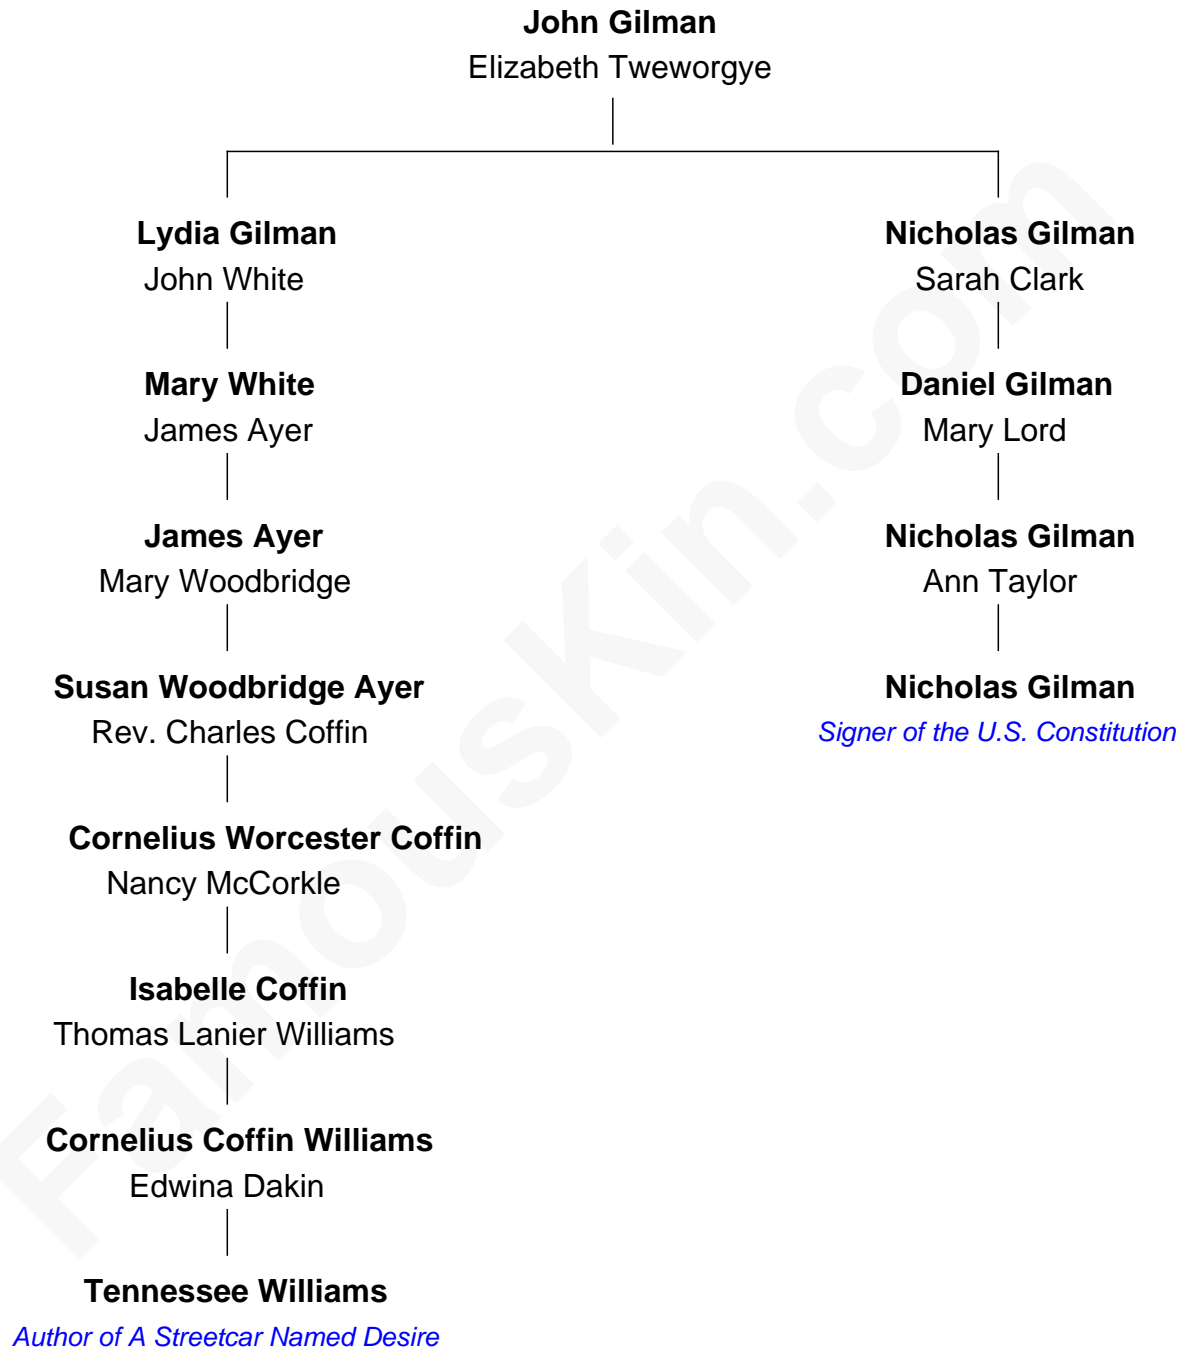 John Gilman
Elizabeth Tweworgye
Lydia Gilman
John White
Nicholas Gilman
Sarah Clark
Mary White
James Ayer
Daniel Gilman
Mary Lord
James Ayer
Mary Woodbridge
Nicholas Gilman
Ann Taylor
Susan Woodbridge Ayer
Rev. Charles Coffin
Nicholas Gilman
Signer of the U.S. Constitution
Cornelius Worcester Coffin
Nancy McCorkle
Isabelle Coffin
Thomas Lanier Williams
Cornelius Coffin Williams
Edwina Dakin
Tennessee Williams
Author of A Streetcar Named Desire
FamousKin.com